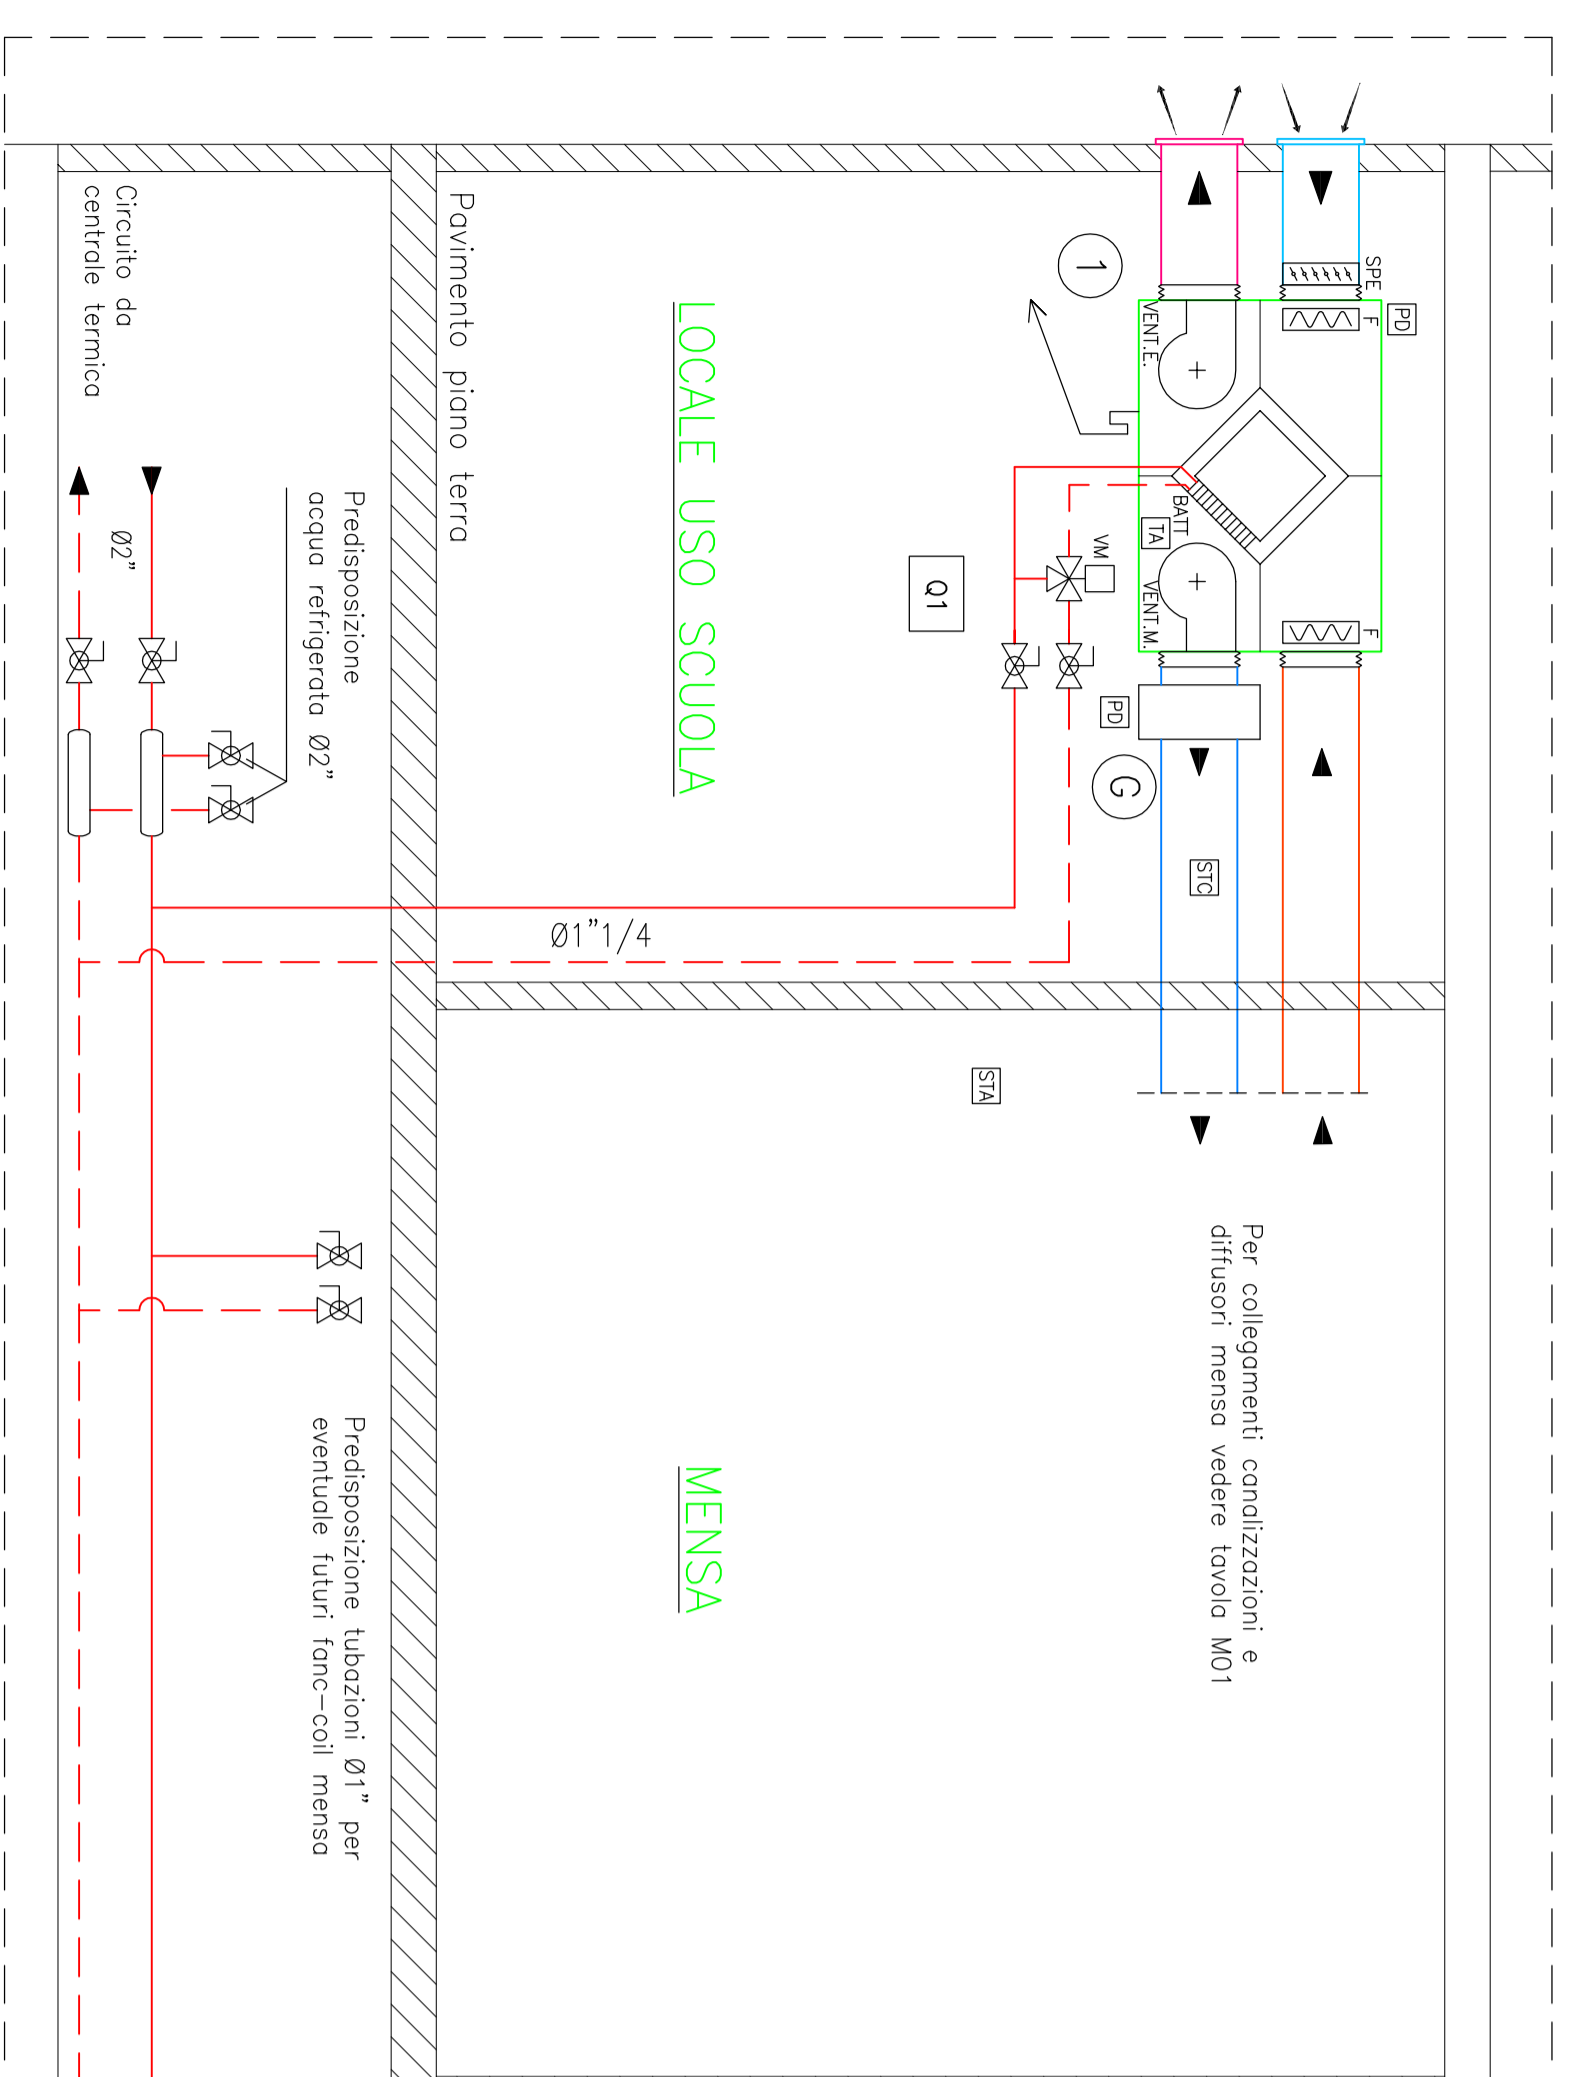 SPE
PD
F
VENT.E.
1
BATT
TA
VM
VENT.M.
F
PD
G
STC
Q1
LOCALE USO SCUOLA
Pavimento piano terra
Ø1"1/4
STA
Per collegamenti canalizzazioni e
diffusori mensa vedere tavola M01
MENSA
Circuito da
centrale termica
Ø2"
Predisposizione
acqua refrigerata Ø2"
Predisposizione tubazioni Ø1" per
eventuale futuri fanc-coil mensa